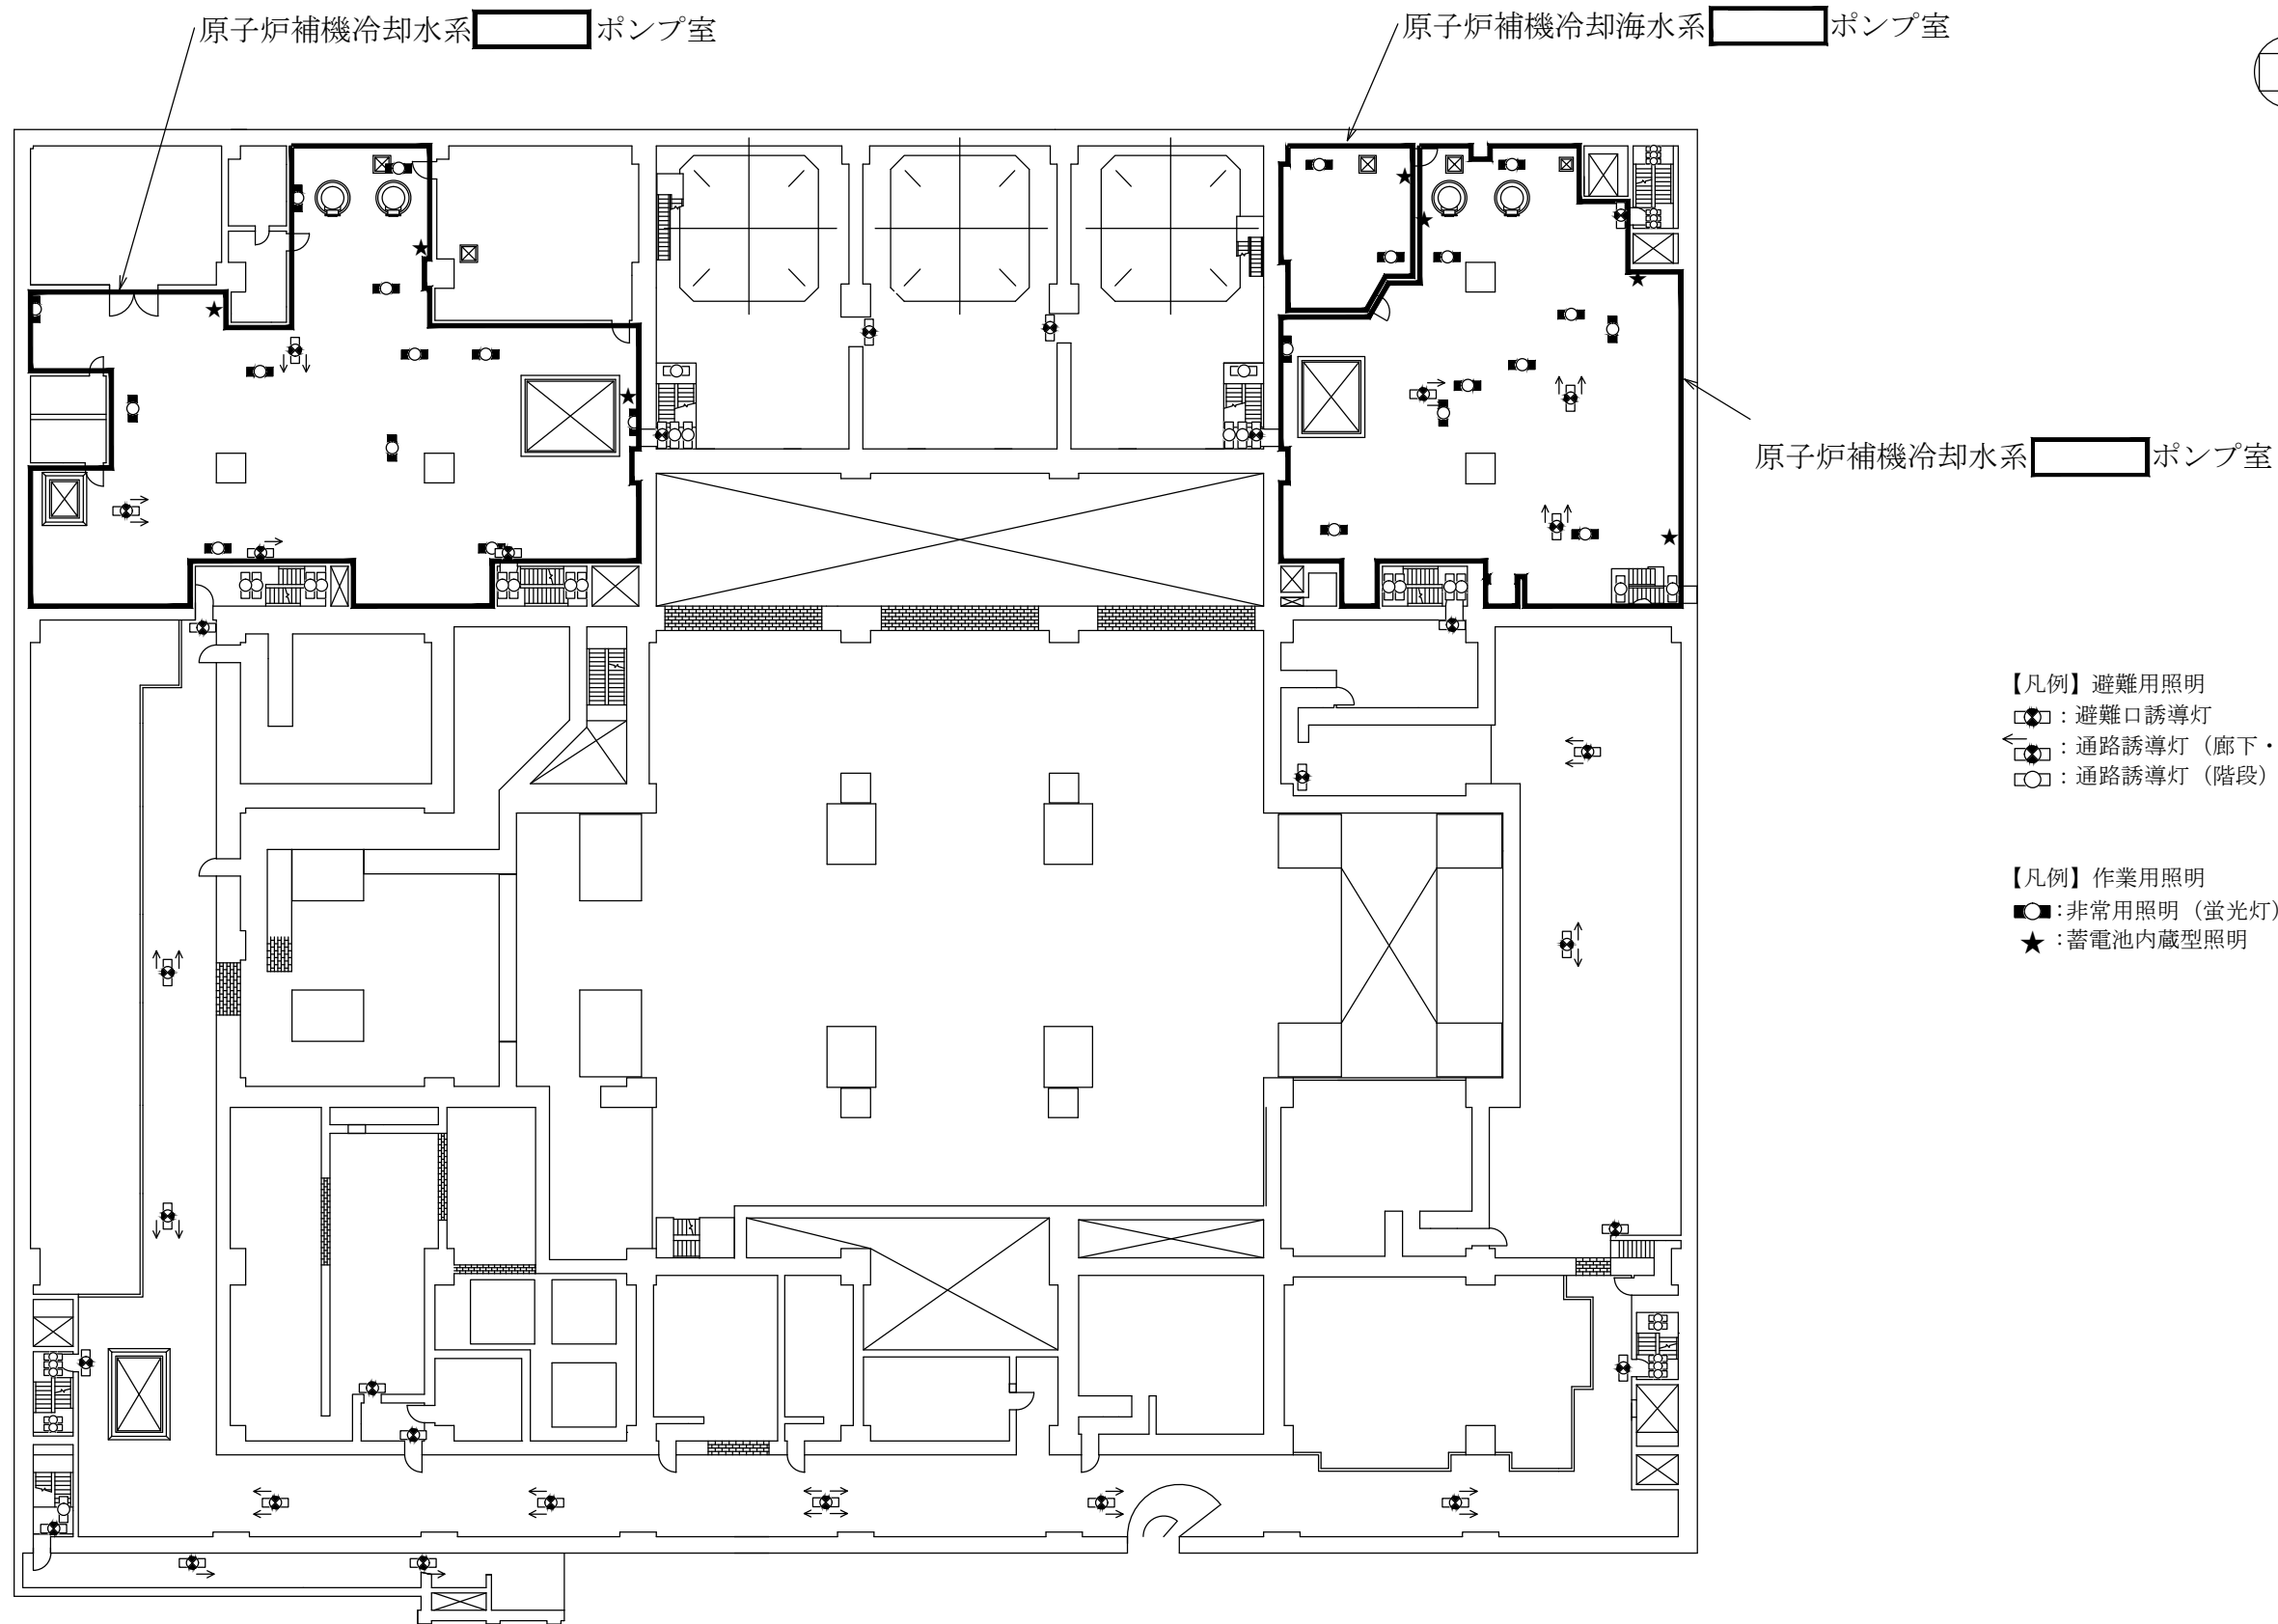 原子炉補機冷却水系 ポンプ室
原子炉補機冷却海水系 ポンプ室
原子炉補機冷却水系 ポンプ室
【凡例】避難用照明
：避難口誘導灯
：通路誘導灯（廊下・
：通路誘導灯（階段）
【凡例】作業用照明
：非常用照明（蛍光灯）
：蓄電池内蔵型照明